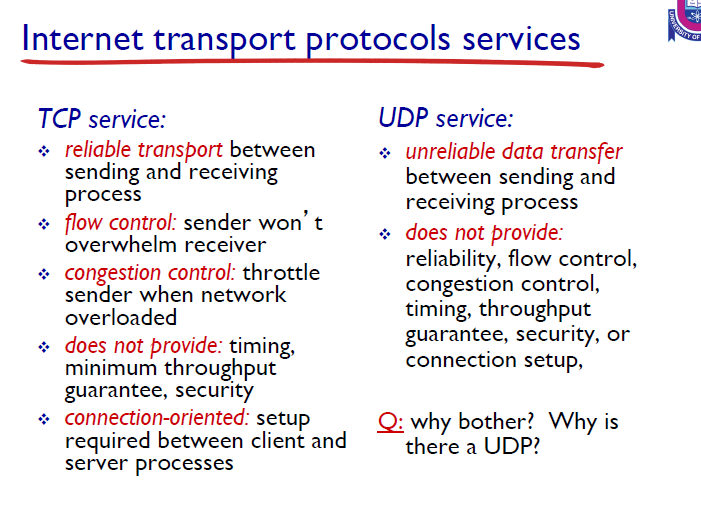 Internet transport protocols services
UNIVERSITY OF
TCP service:
❖ reliable transport between
sending and receiving
process
❖ flow control: sender won’t
overwhelm receiver
❖ congestion control: throttle
sender when network
overloaded
❖ does not provide: timing,
minimum throughput
guarantee, security
❖ connection-oriented: setup
required between client and
server processes
UDP service:
❖ unreliable data transfer
between sending and
receiving process
❖ does not provide:
reliability, flow control,
congestion control,
timing, throughput
guarantee, security, or
connection setup,
Q: why bother? Why is
there a UDP?